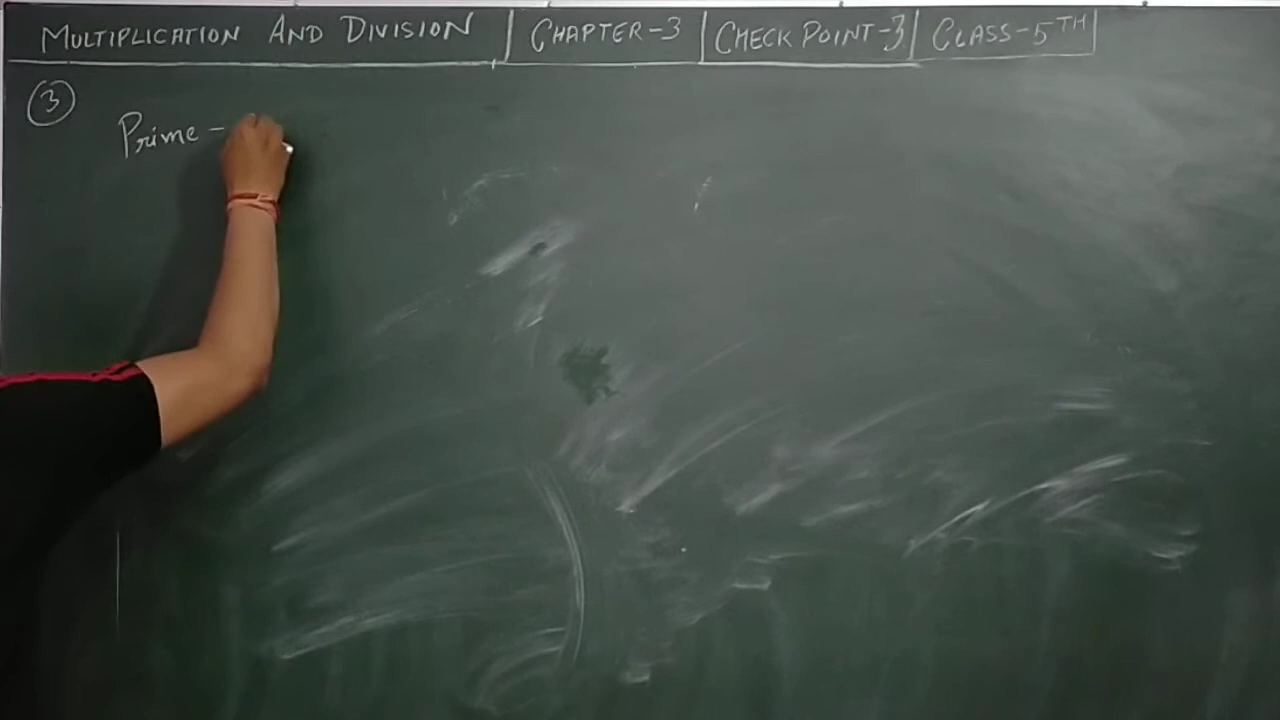 MULTIPLICATION AND DIVISION | CHAPTER-3 | CHECK POINT-3 | CLASS-5TH
3
Prime -